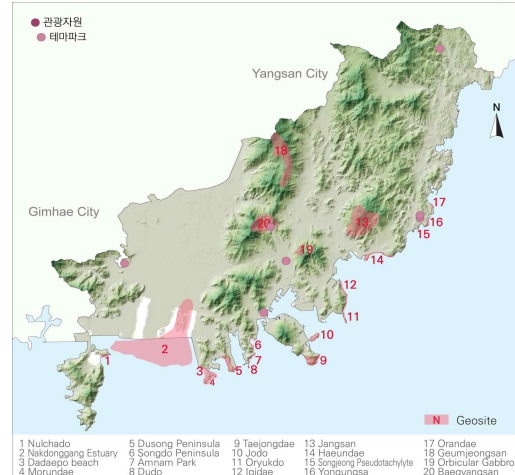 관광자원
테마파크
Yangsan City
N
18
Gimhae City
17
20
13
16
19
15
14
12
11
6
10
2
7
1
3
5
8
9
4
N Geosite
1 Nulchado 5 Dusong Peninsula 9 Taejongdae 13 Jangsan 17 Orandae
2 Nakdonggang Estuary 6 Songdo Peninsula 10 Jodo 14 Haeundae 18 Geumjeongsan
3 Dadaepo beach 7 Amnam Park 11 Oryukdo 15 Songjeong Pseudotachylyte 19 Orbicular Gabbro
4 Morundae 8 Dudo 12 Igidae 16 Yongungsa 20 Baegyangsan